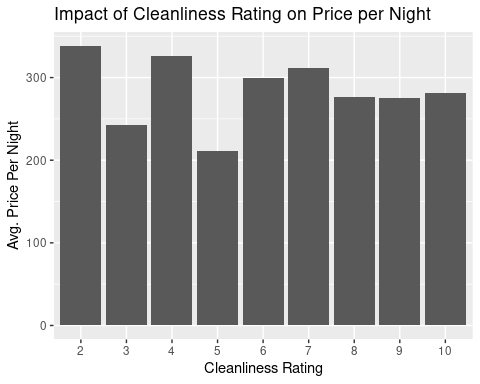 Impact of Cleanliness Rating on Price per Night
Avg. Price Per Night
300
200
100
0
2 3 4 5 6 7 8 9 10
Cleanliness Rating